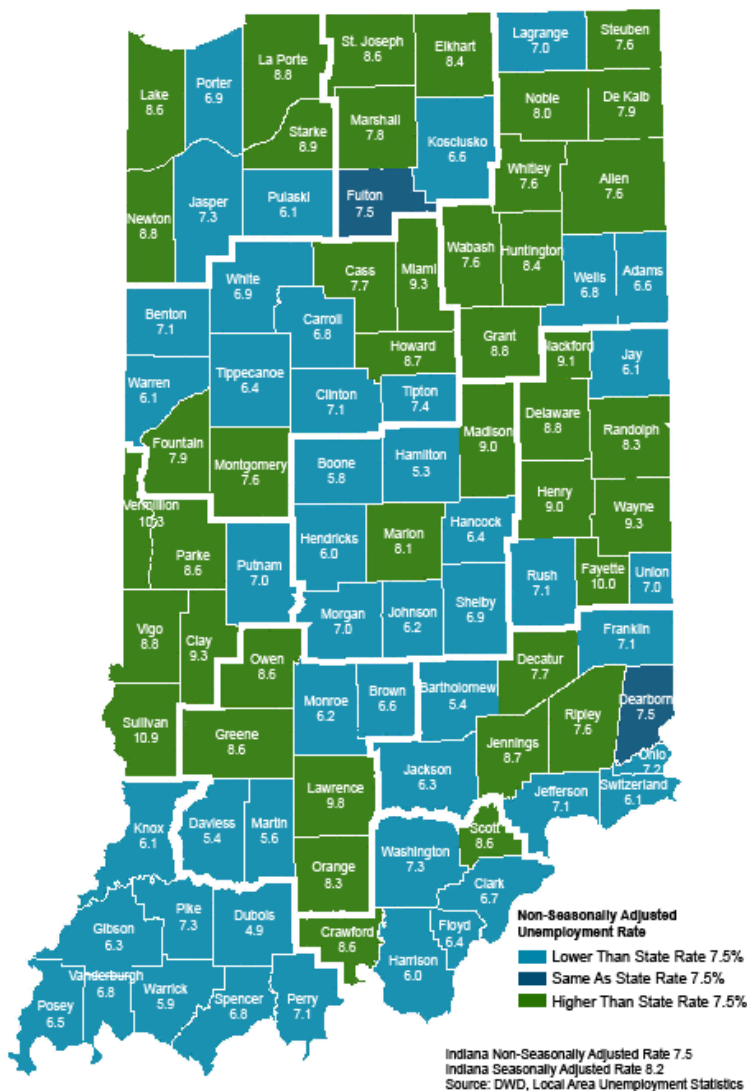 St. Joseph
8.6
Elkhart
8.4
Lagrange
7.0
Steuben
7.6
La Porte
8.8
Porter
6.9
Lake
8.6
Noble
8.0
De Kalb
7.9
Marshall
7.8
Starke
8.9
Kosciusko
6.6
Whitley
7.6
Allen
7.6
Newton
8.8
Jasper
7.3
Pulaski
6.1
Fulton
7.5
Wabash
7.6
Huntington
8.4
Cass
7.7
Miami
9.3
White
6.9
Wells
6.8
Adams
6.6
Benton
7.1
Carroll
6.8
Howard
8.7
Grant
8.8
Blackford
9.1
Jay
6.1
Warren
6.1
Tippecanoe
6.4
Clinton
7.1
Tipton
7.4
Madison
9.0
Delaware
8.8
Randolph
8.3
Fountain
7.9
Montgomery
7.6
Boone
5.8
Hamilton
5.3
Henry
9.0
Wayne
9.3
Vermillion
10.3
Parke
8.6
Putnam
7.0
Hendricks
6.0
Marion
8.1
Hancock
6.4
Rush
7.1
Fayette
10.0
Union
7.0
Vigo
8.8
Clay
9.3
Morgan
7.0
Johnson
6.2
Shelby
6.9
Franklin
7.1
Owen
8.6
Decatur
7.7
Monroe
6.2
Brown
6.6
Bartholomew
5.4
Dearborn
7.5
Sullivan
10.9
Greene
8.6
Ripley
7.6
Jennings
8.7
Ohio
7.2
Jackson
6.3
Jefferson
7.1
Switzerland
6.1
Lawrence
9.8
Knox
6.1
Daviess
5.4
Martin
5.6
Scott
8.6
Washington
7.3
Orange
8.3
Clark
6.7
Pike
7.3
Dubois
4.9
Gibson
6.3
Crawford
8.6
Floyd
6.4
Harrison
6.0
Vanderburgh
6.8
Warrick
5.9
Posey
6.5
Spencer
6.8
Perry
7.1
Non-Seasonally Adjusted
Unemployment Rate
Lower Than State Rate 7.5%
Same As State Rate 7.5%
Higher Than State Rate 7.5%
Indiana Non-Seasonally Adjusted Rate 7.5
Indiana Seasonally Adjusted Rate 8.2
Source: DWD, Local Area Unemployment Statistics